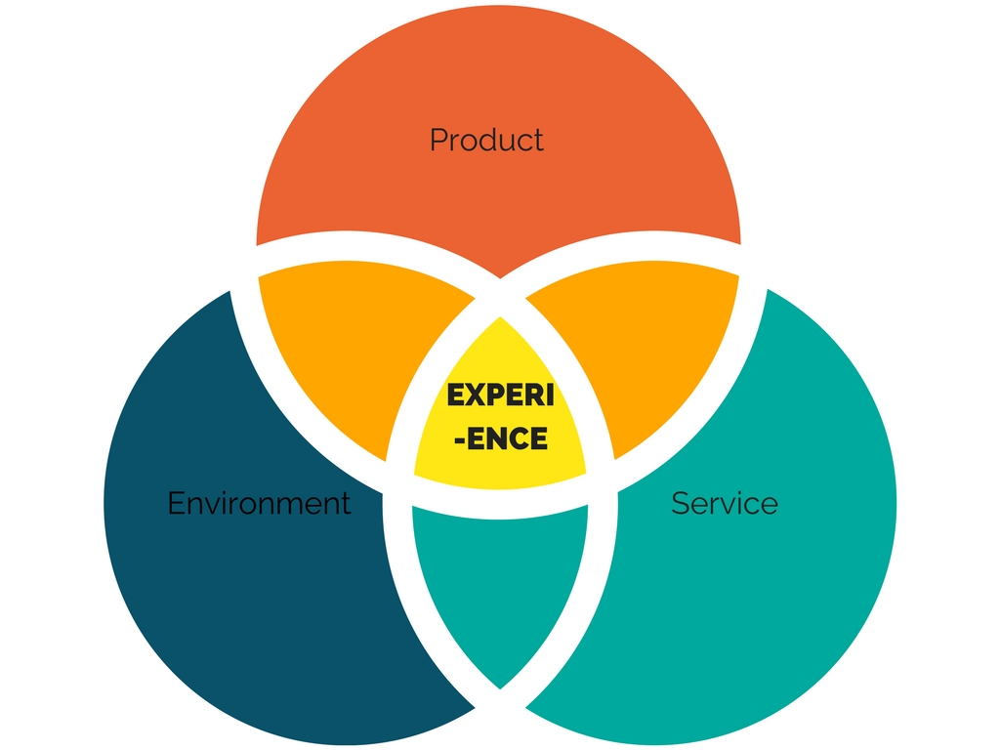 Product
EXPERI
-ENCE
Environment
Service